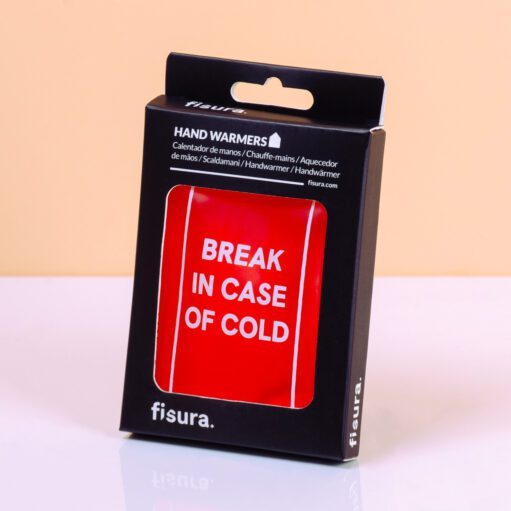 fisura.
HAND WARMERS
Calentador de manos / Chauffe-mains / Aquecedor
de mãos / Scaldamani / Handwarmer / Handwärmer
fisura.com
BREAK
IN CASE
OF COLD
fisura.
fisura.